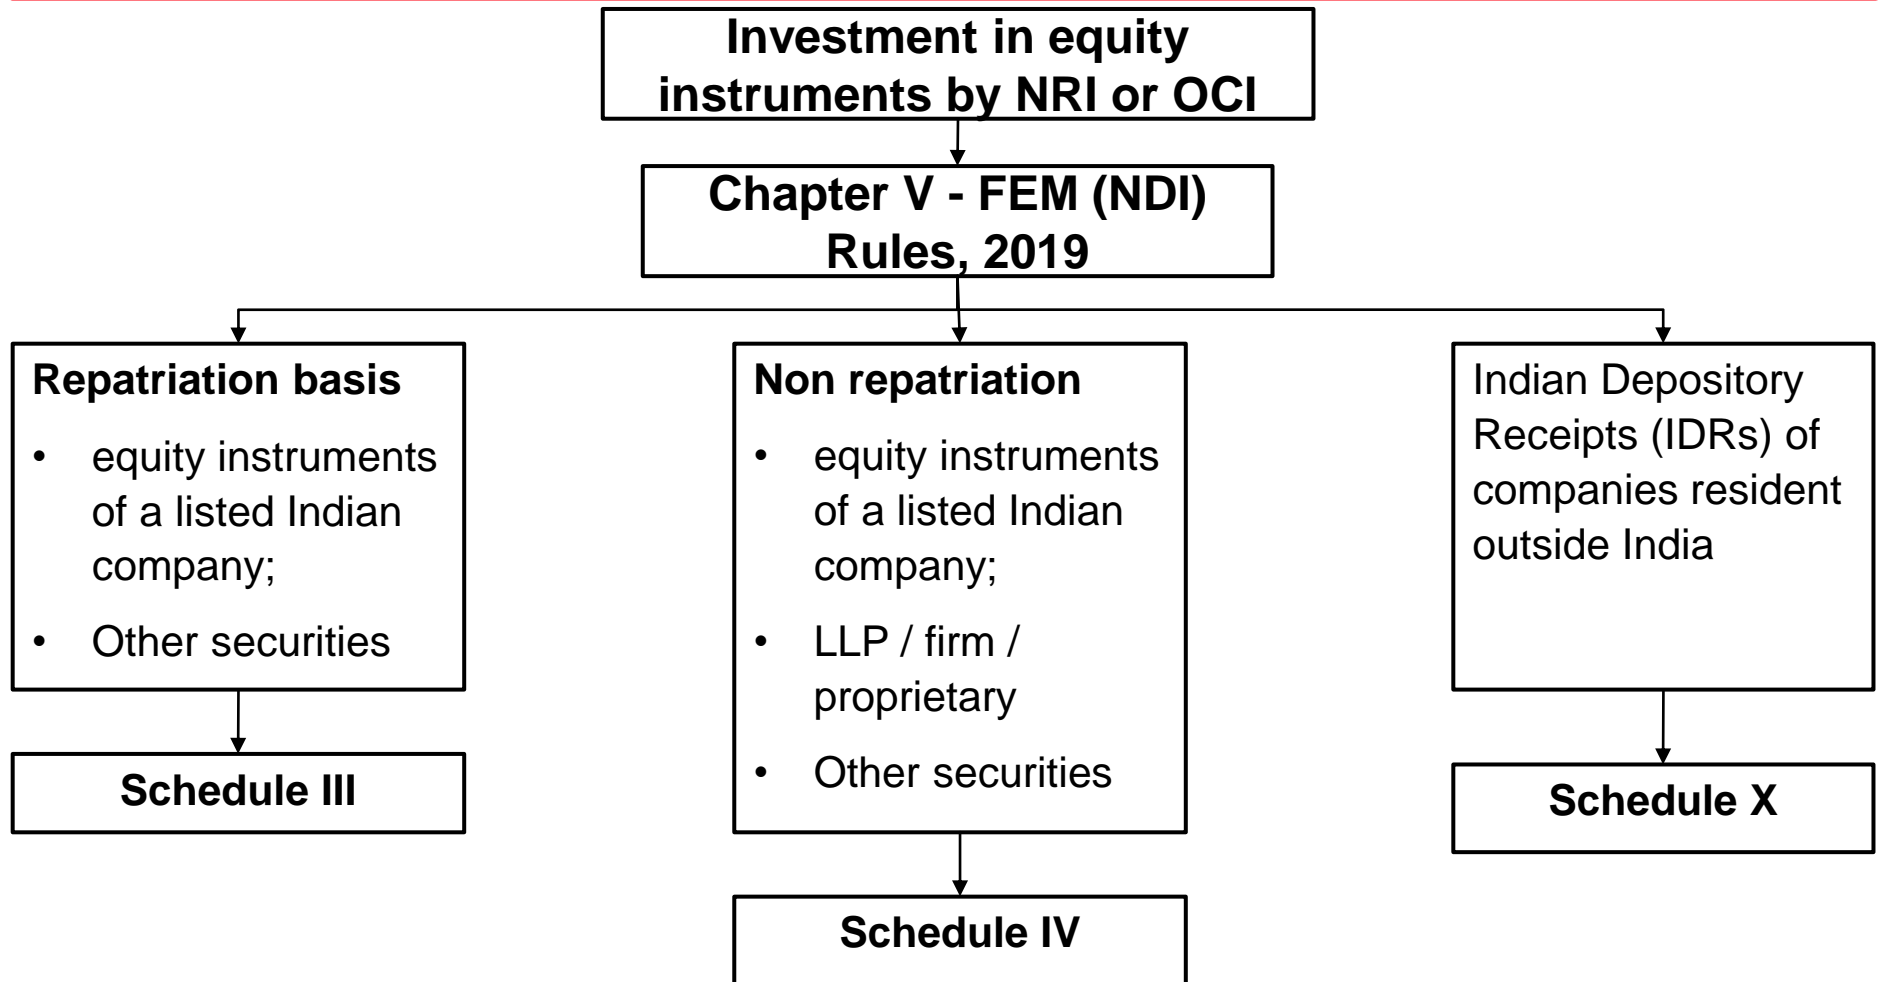 Investment in equity
instruments by NRI or OCI
Chapter V - FEM (NDI)
Rules, 2019
Repatriation basis
• equity instruments
of a listed Indian
company;
• Other securities
Schedule III
Non repatriation
• equity instruments
of a listed Indian
company;
• LLP / firm /
proprietary
• Other securities
Schedule IV
Indian Depository
Receipts (IDRs) of
companies resident
outside India
Schedule X